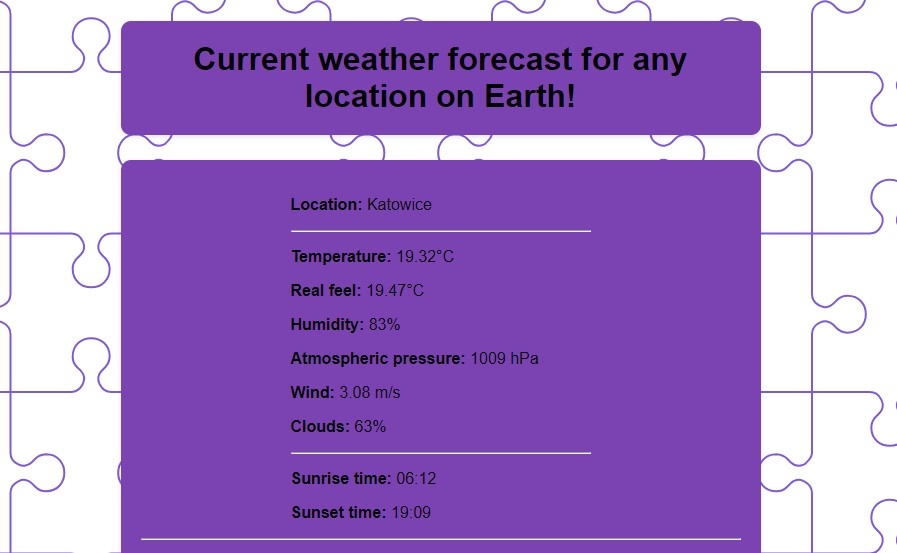 Current weather forecast for any
location on Earth!
Location: Katowice
Temperature: 19.32°C
Real feel: 19.47°C
Humidity: 83%
Atmospheric pressure: 1009 hPa
Wind: 3.08 m/s
Clouds: 63%
Sunrise time: 06:12
Sunset time: 19:09